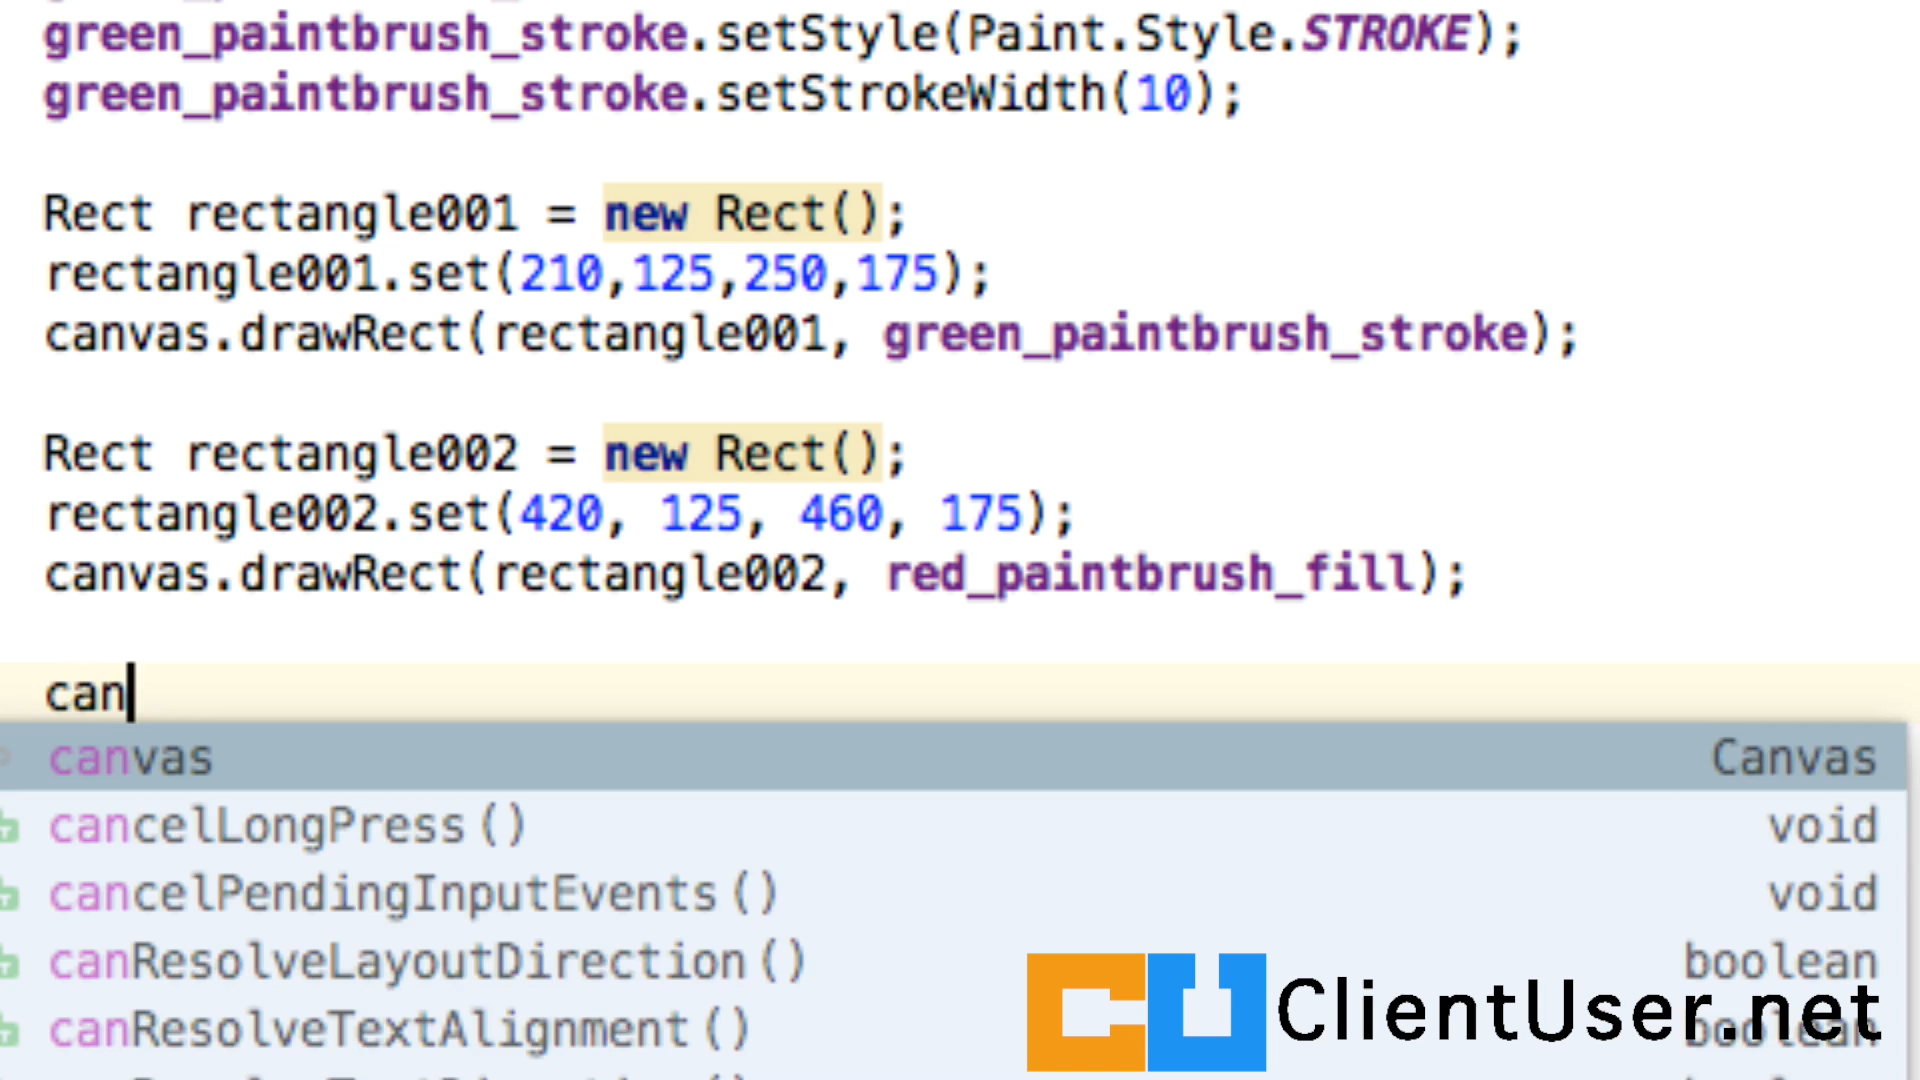 green_paintbrush_stroke.setStyle(Paint.Style.STROKE);
green_paintbrush_stroke.setStrokeWidth(10);
Rect rectangle001 = new Rect();
rectangle001.set(210,125,250,175);
canvas.drawRect(rectangle001, green_paintbrush_stroke);
Rect rectangle002 = new Rect();
rectangle002.set(420, 125, 460, 175);
canvas.drawRect(rectangle002, red_paintbrush_fill);
can
canvas Canvas
cancelLongPress() void
cancelPendingInputEvents() void
canResolveLayoutDirection() boolean
canResolveTextAlignment() boolean
CU ClientUser.net